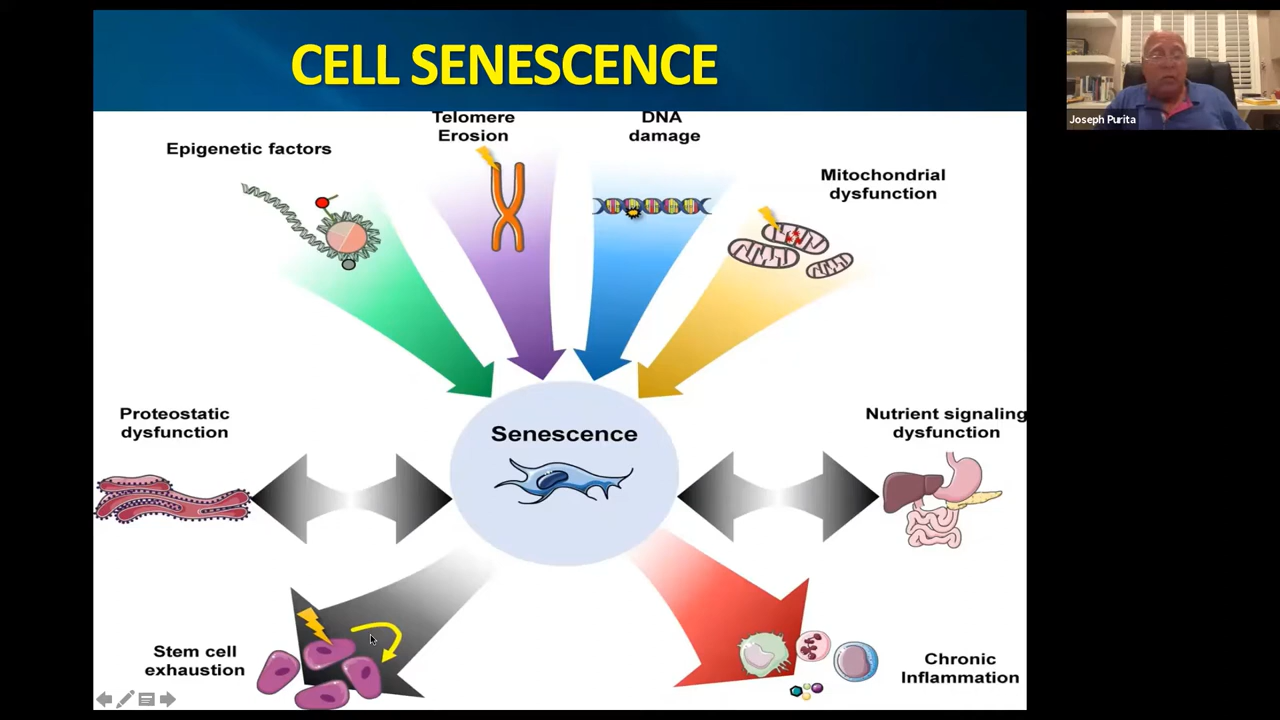 CELL SENESCENCE
Joseph Purita
Telomere
Erosion
DNA
damage
Epigenetic factors
Mitochondrial
dysfunction
Proteostatic
dysfunction
Senescence
Nutrient signaling
dysfunction
Stem cell
exhaustion
Chronic
Inflammation